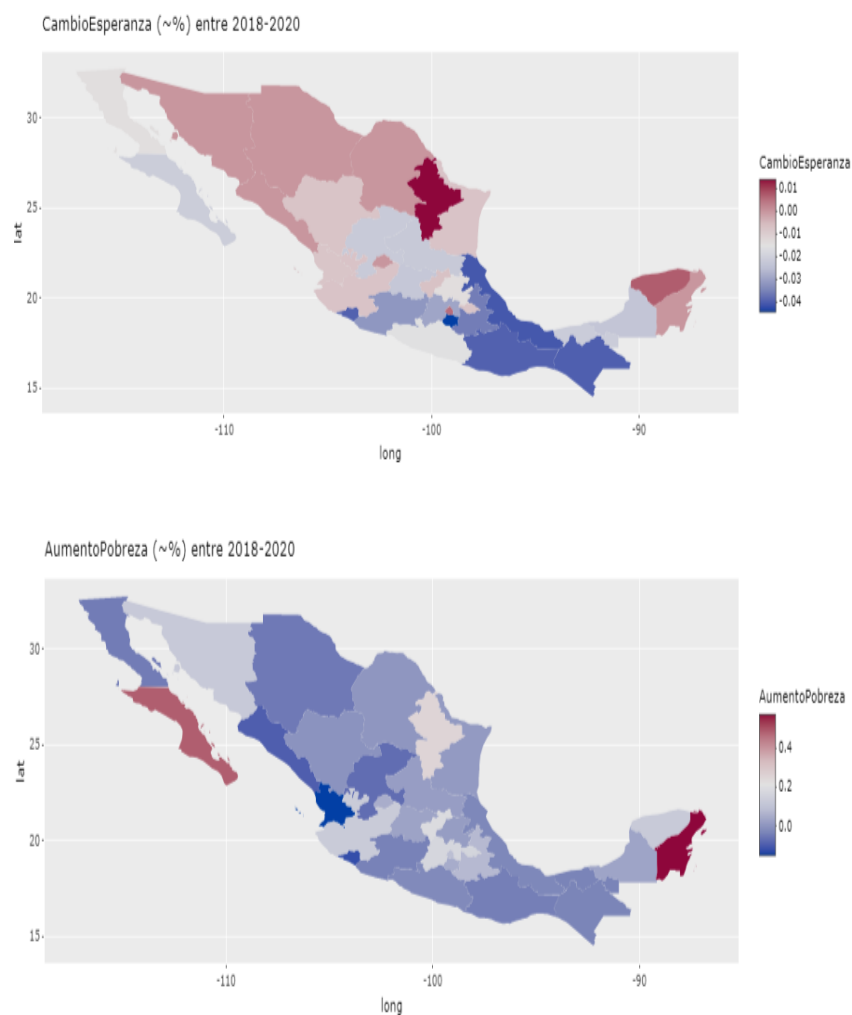 CambioEsperanza (~%) entre 2018-2020
30
25
20
15
lat
-110
-100
-90
long
CambioEsperanza
0.01
0.00
-0.01
-0.02
-0.03
-0.04
AumentoPobreza (~%) entre 2018-2020
30
25
20
15
lat
-110
-100
-90
long
AumentoPobreza
0.4
0.2
0.0